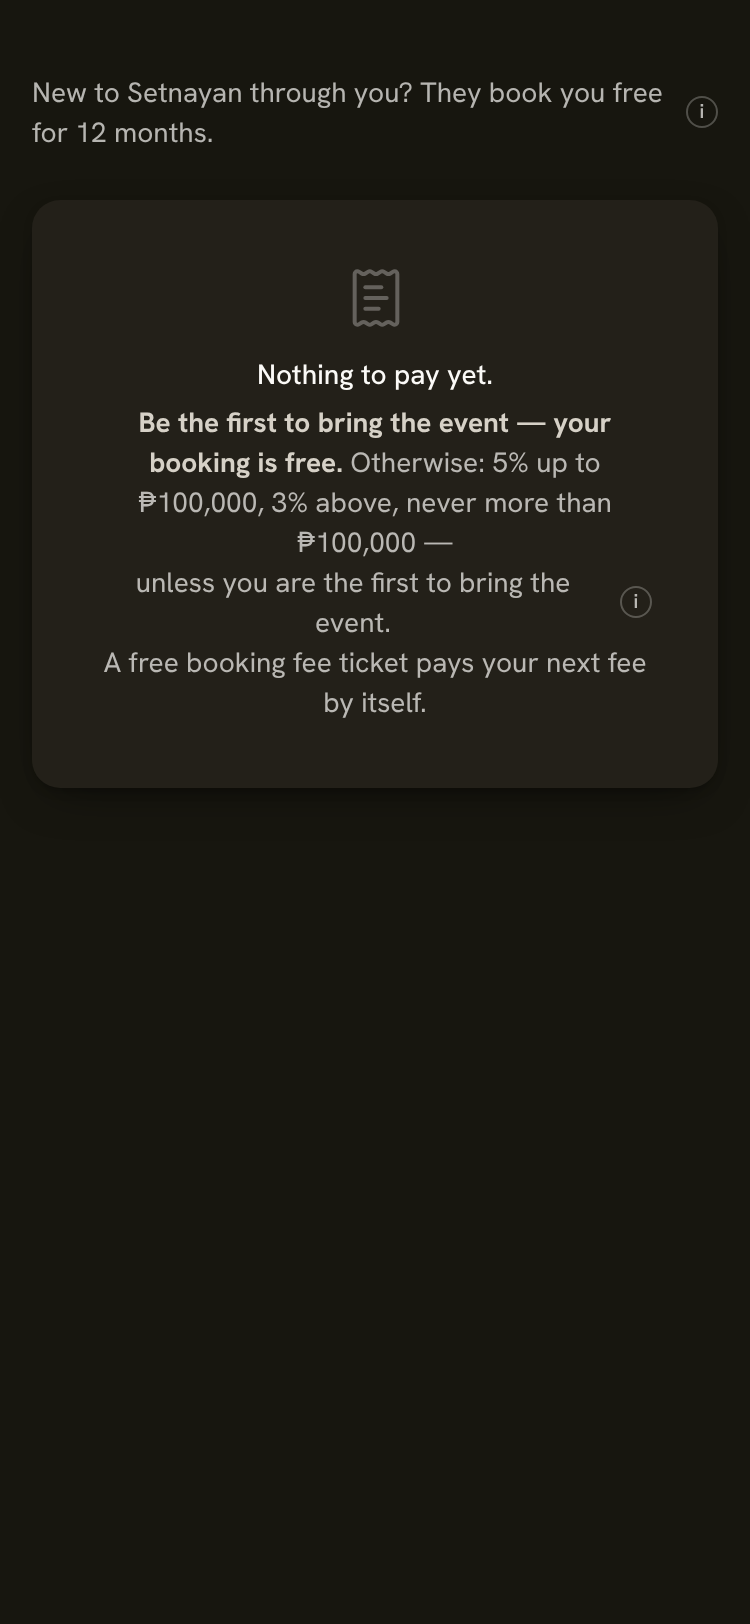 New to Setnayan through you? They book you free
for 12 months.
i
Nothing to pay yet.
Be the first to bring the event — your
booking is free. Otherwise: 5% up to
₱100,000, 3% above, never more than
₱100,000 —
unless you are the first to bring the
event.
i
A free booking fee ticket pays your next fee
by itself.